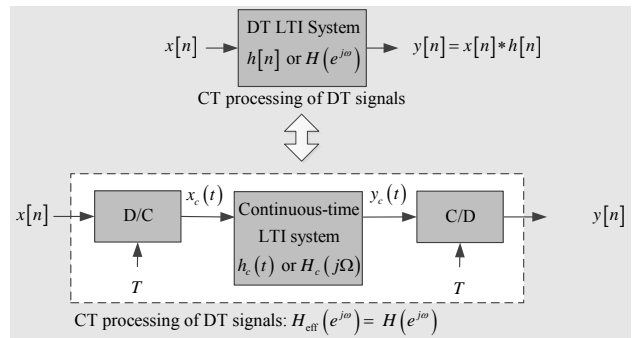 DT LTI System
x[n]
h[n] or H(e^{jω})
y[n] = x[n]*h[n]
CT processing of DT signals
x_c(t)
y_c(t)
x[n]
D/C
Continuous-time
LTI system
h_c(t) or H_c(jΩ)
C/D
y[n]
T
T
CT processing of DT signals: H_eff(e^{jω}) = H(e^{jω})